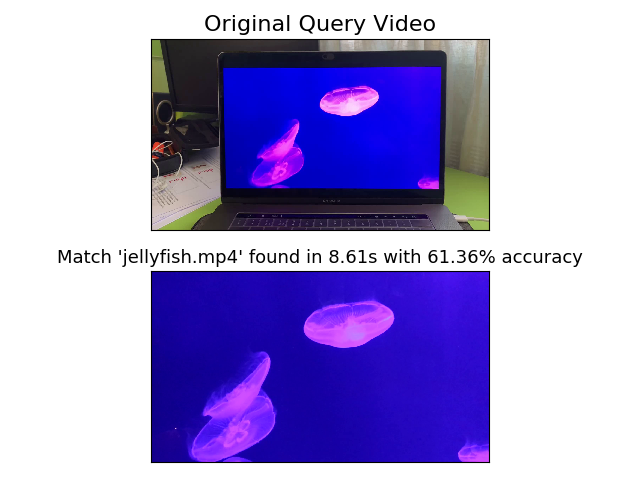 Original Query Video
Match 'jellyfish.mp4' found in 8.61s with 61.36% accuracy